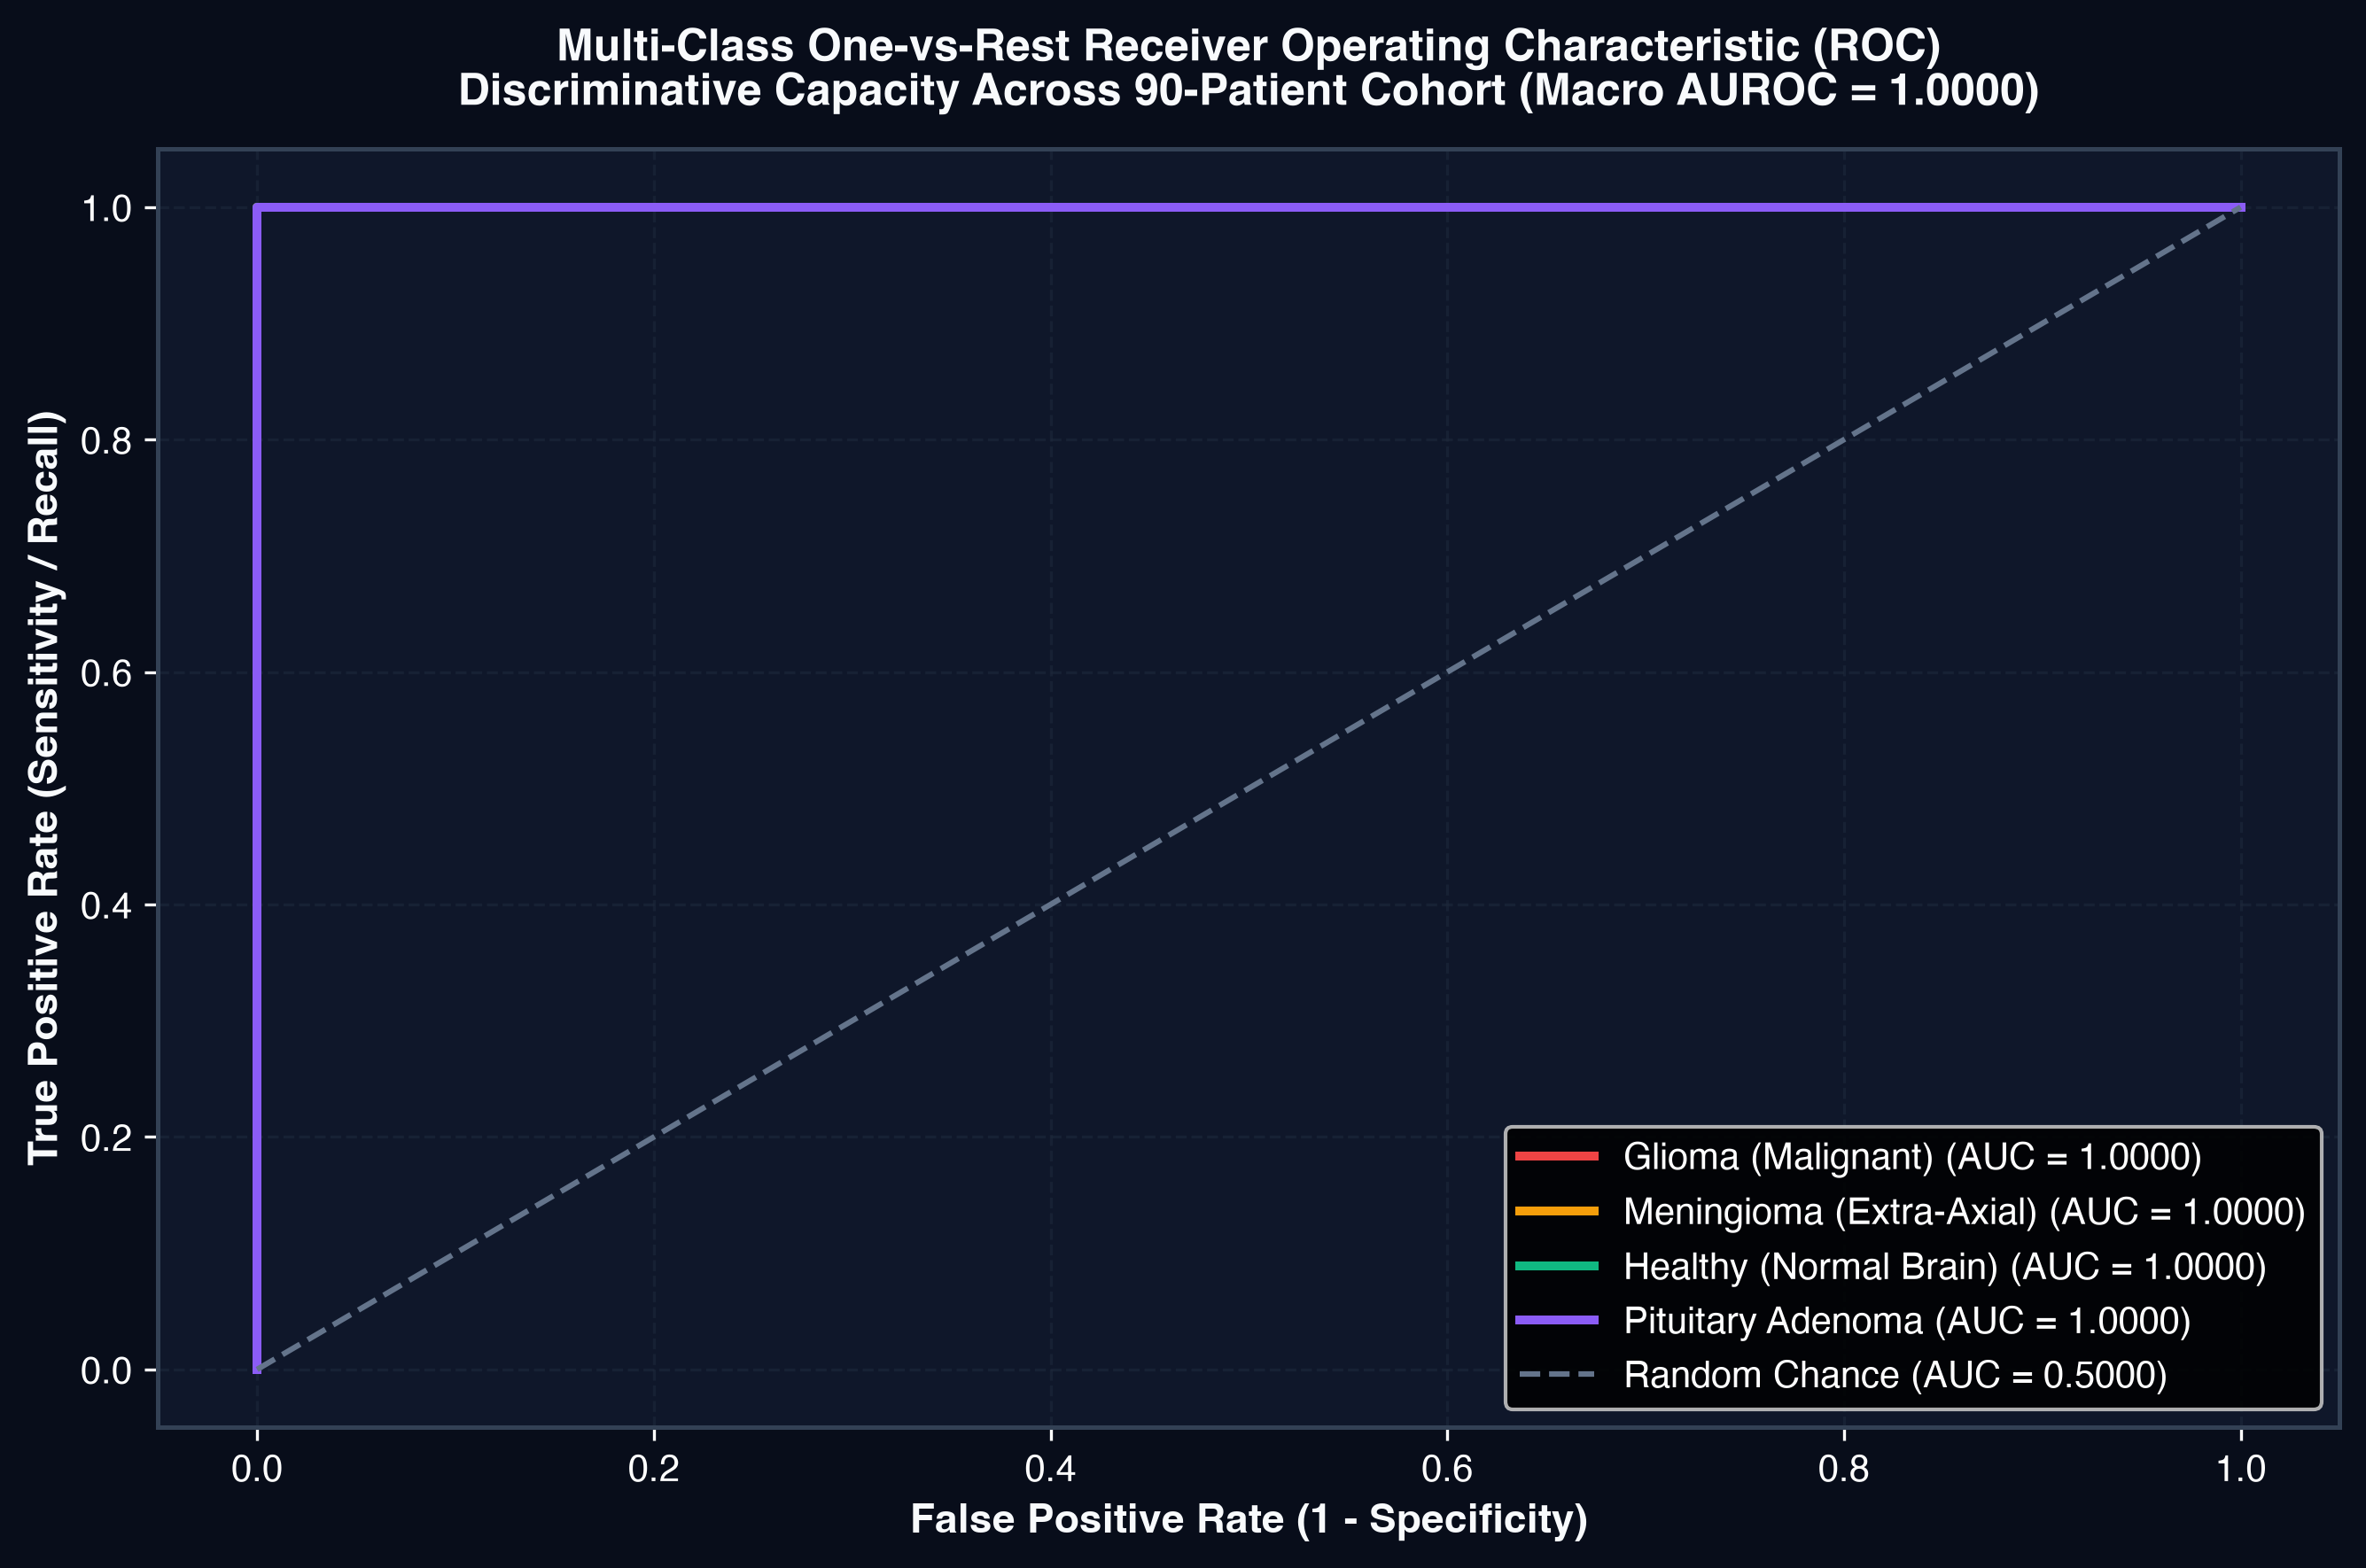 Multi-Class One-vs-Rest Receiver Operating Characteristic (ROC)
Discriminative Capacity Across 90-Patient Cohort (Macro AUROC = 1.0000)
True Positive Rate (Sensitivity / Recall)
1.0
0.8
0.6
0.4
0.2
0.0
Glioma (Malignant) (AUC = 1.0000)
Meningioma (Extra-Axial) (AUC = 1.0000)
Healthy (Normal Brain) (AUC = 1.0000)
Pituitary Adenoma (AUC = 1.0000)
Random Chance (AUC = 0.5000)
0.0 0.2 0.4 0.6 0.8 1.0
False Positive Rate (1 - Specificity)